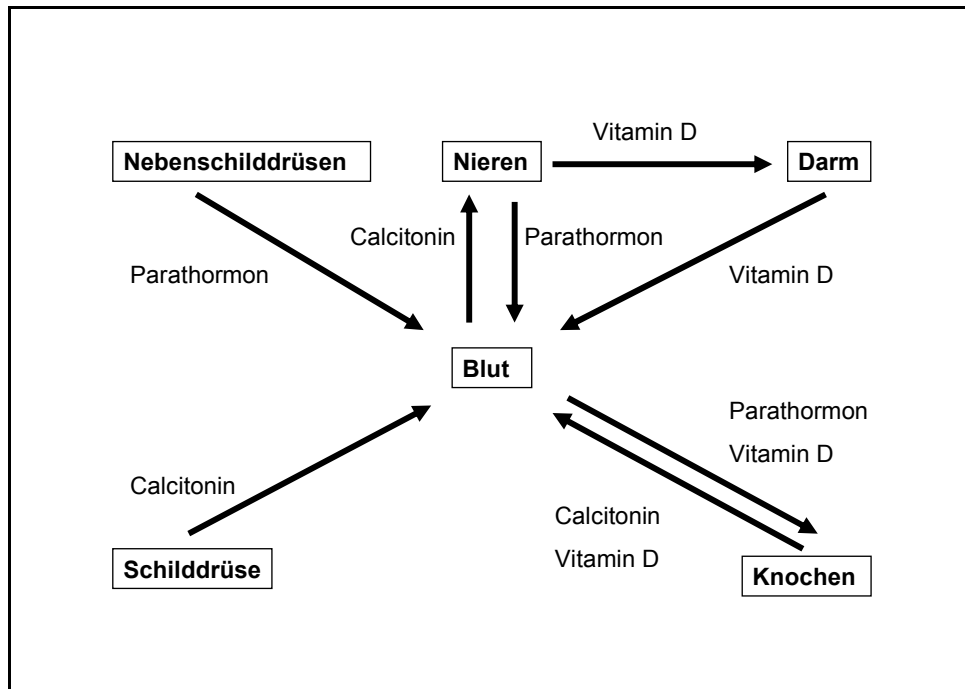 Vitamin D
Nebenschilddrüsen
Nieren
Darm
Calcitonin
Parathormon
Parathormon
Vitamin D
Blut
Parathormon
Vitamin D
Calcitonin
Calcitonin
Vitamin D
Schilddrüse
Knochen